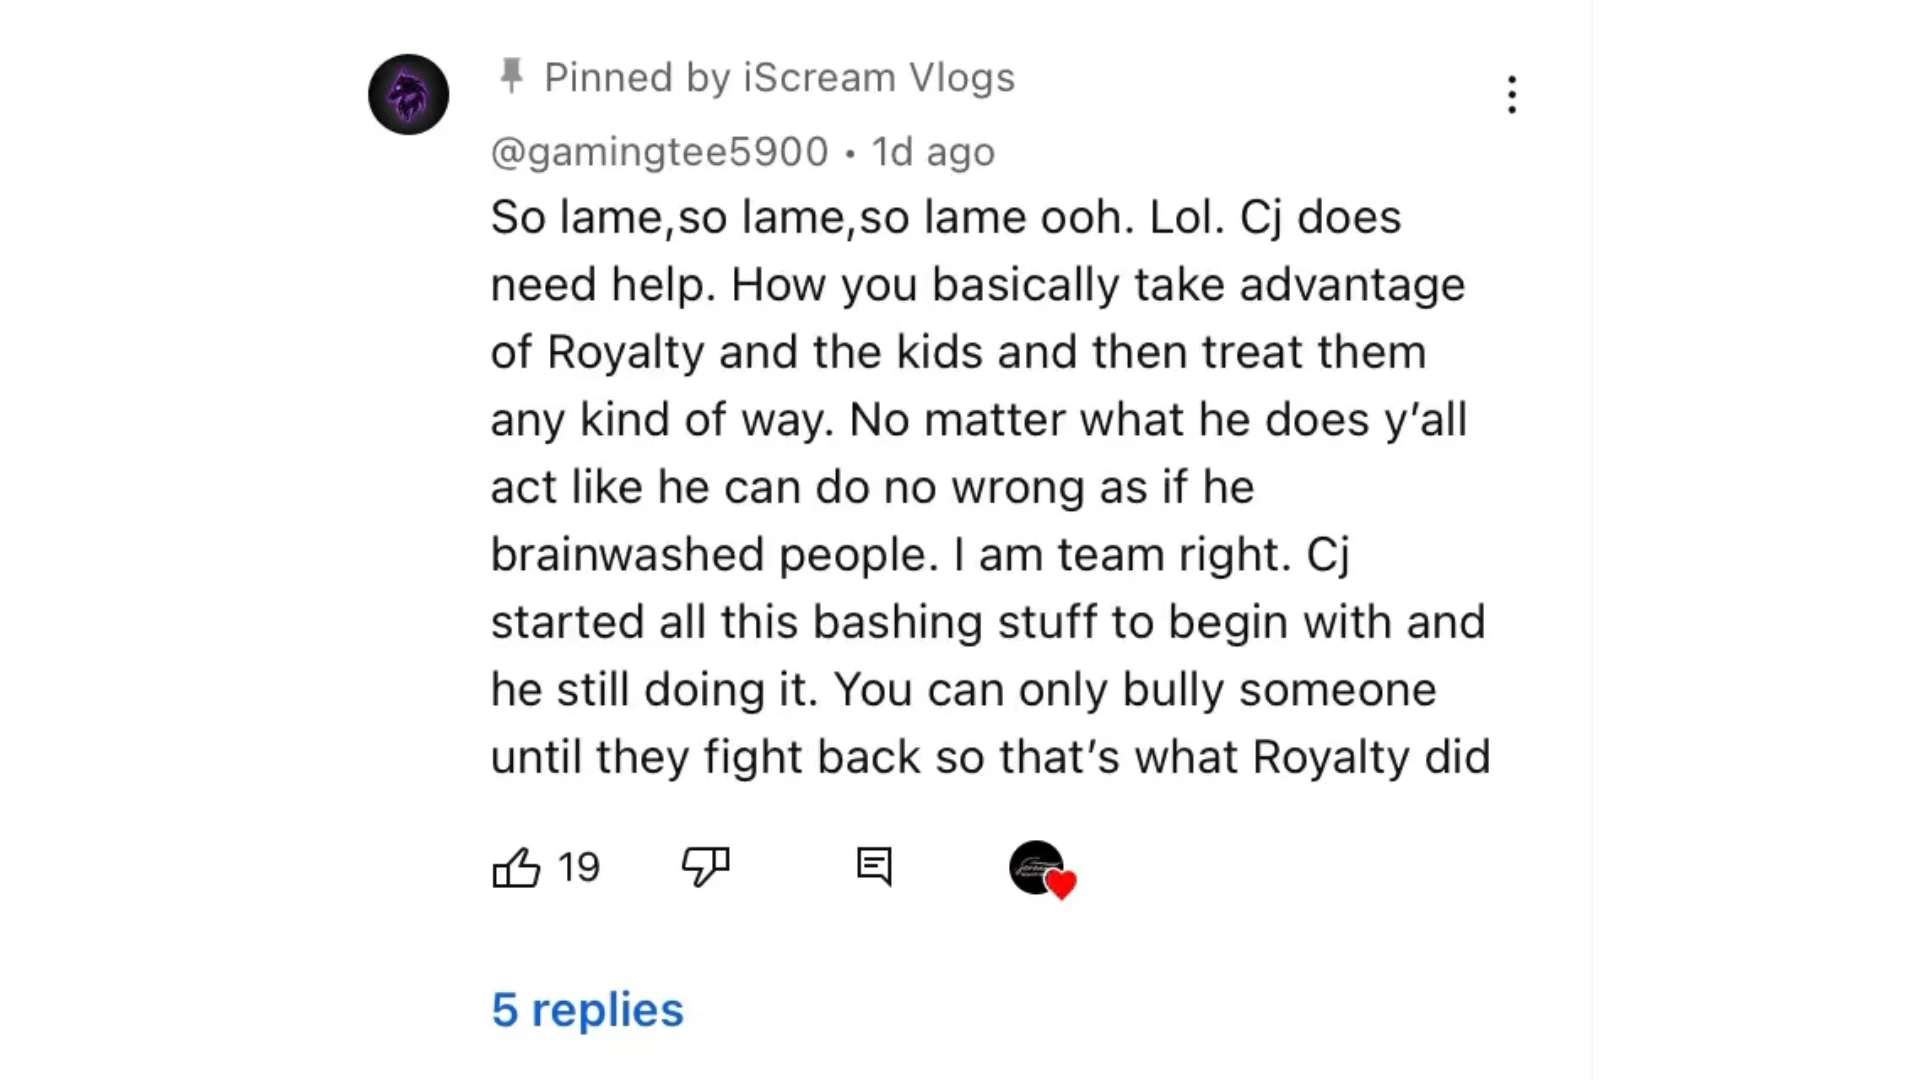 Pinned by iScream Vlogs
@gamingtee5900 • 1d ago
So lame,so lame,so lame ooh. Lol. Cj does
need help. How you basically take advantage
of Royalty and the kids and then treat them
any kind of way. No matter what he does y’all
act like he can do no wrong as if he
brainwashed people. I am team right. Cj
started all this bashing stuff to begin with and
he still doing it. You can only bully someone
until they fight back so that’s what Royalty did
19
5 replies